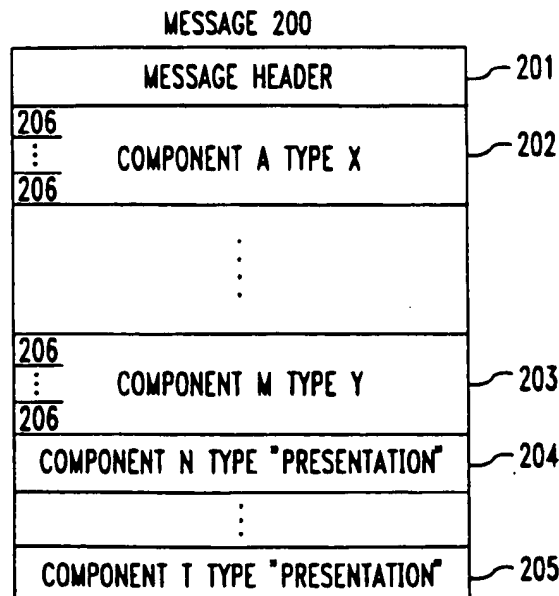 MESSAGE 200
MESSAGE HEADER 201
206
COMPONENT A TYPE X 202
206
206
COMPONENT M TYPE Y 203
206
COMPONENT N TYPE "PRESENTATION" 204
COMPONENT T TYPE "PRESENTATION" 205